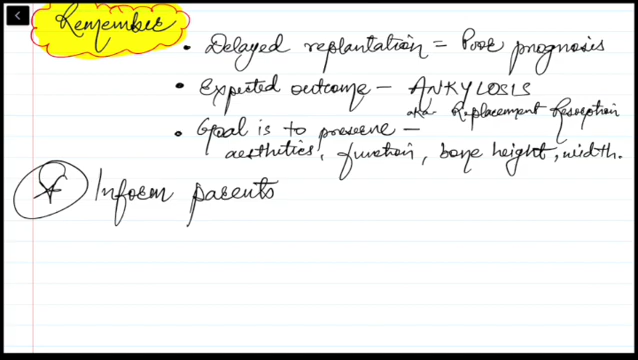 Remember
• Delayed replantation = Poor prognosis
• Expected outcome - ANKYLOSIS
aka Replacement Resorption
• Goal is to preserve -
aesthetics, function, bone height, width.
Inform parents